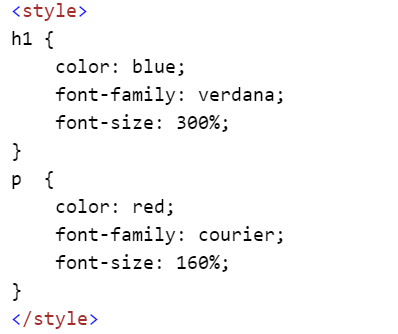 <style>
h1 {
    color: blue;
    font-family: verdana;
    font-size: 300%;
}
p  {
    color: red;
    font-family: courier;
    font-size: 160%;
}
</style>